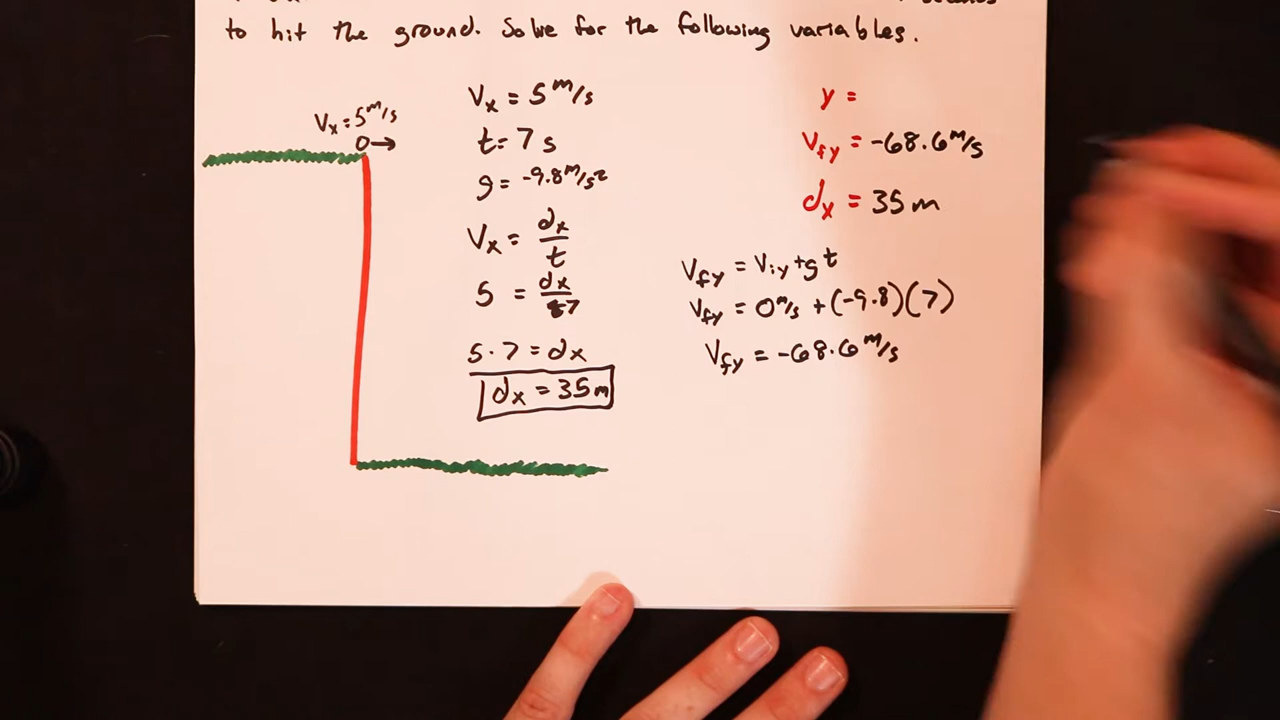 to hit the ground. Solve for the following variables.
Vx = 5 m/s
Vx = 5 m/s
t = 7 s
g = -9.8 m/s²
Vx = dx/t
5 = dx/7
5 · 7 = dx
dx = 35m
y =
Vfy = -68.6 m/s
dx = 35 m
Vfy = Viy + g t
Vfy = 0 m/s + (-9.8)(7)
Vfy = -68.6 m/s